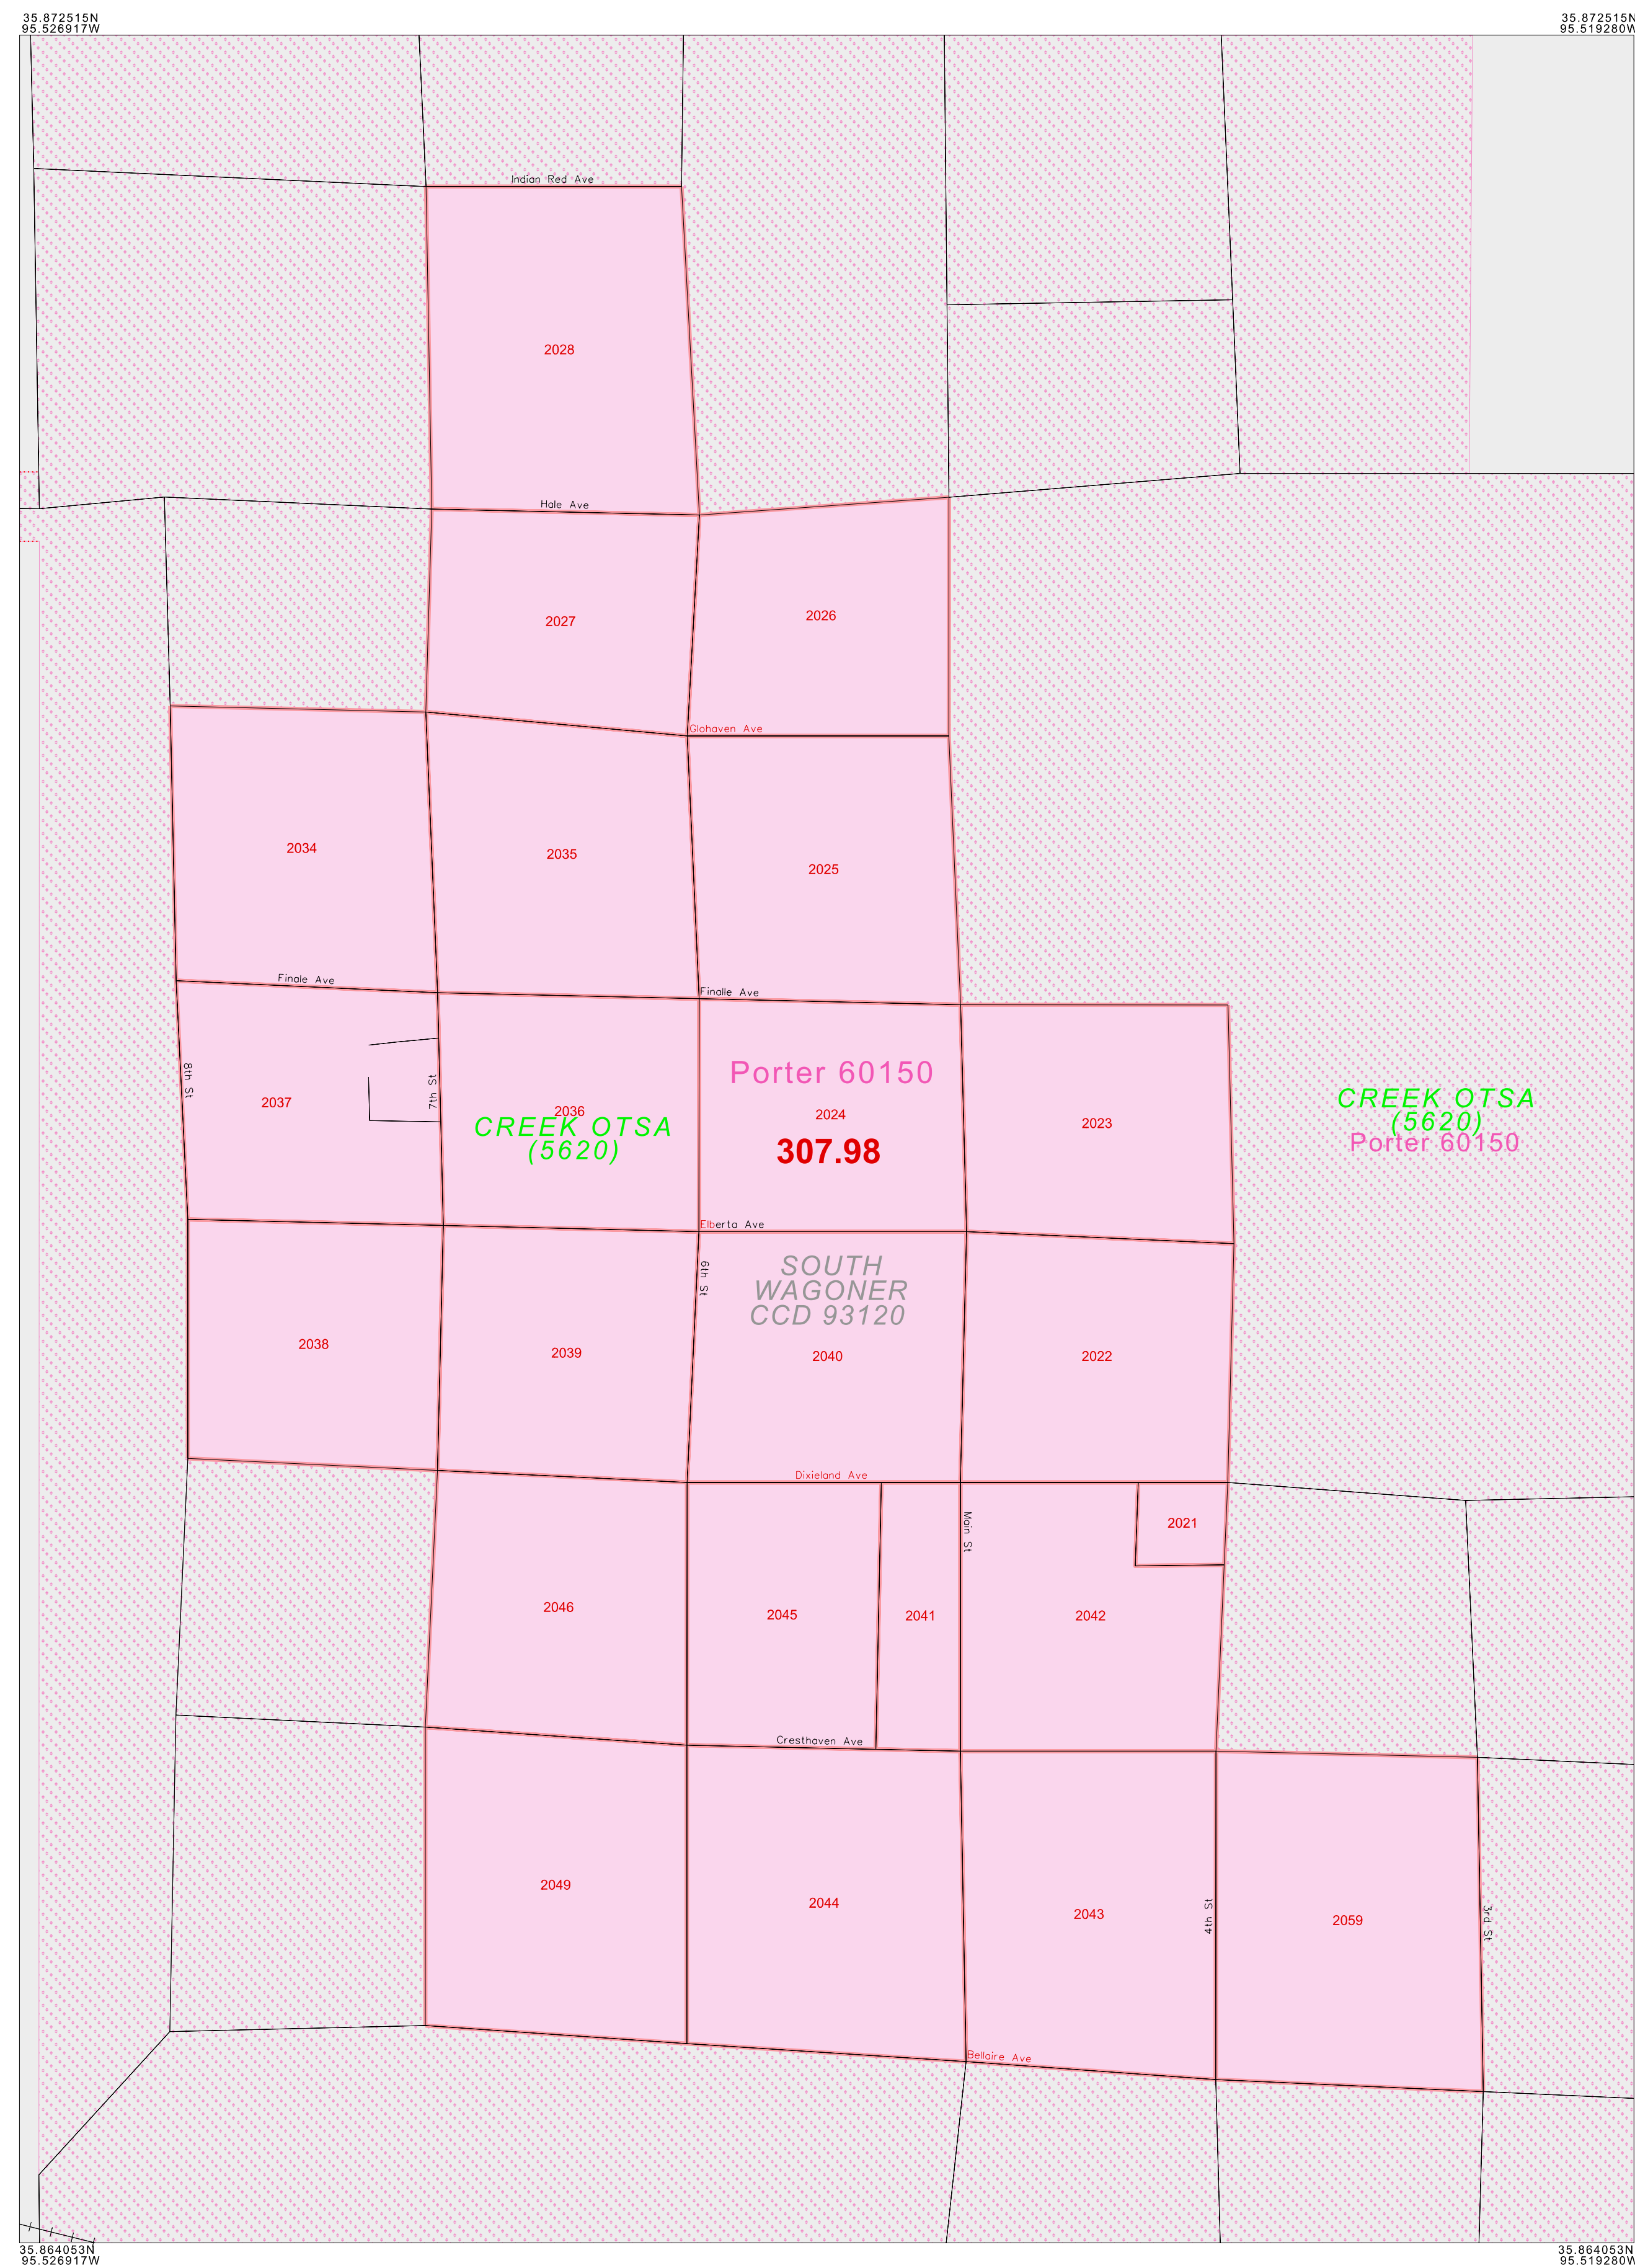 35.872515N
95.526917W
35.872515N
95.519280W
Indian Red Ave
2028
Hale Ave
2027
2026
Glohaven Ave
2034
2035
2025
Finale Ave
Finalle Ave
8th St
7th St
2037
2036
CREEK OTSA
(5620)
Porter 60150
2024
307.98
2023
CREEK OTSA
(5620)
Porter 60150
Elberta Ave
6th St
SOUTH
WAGONER
CCD 93120
2038
2039
2040
2022
Dixieland Ave
Main St
2021
2046
2045
2041
2042
Cresthaven Ave
2049
2044
2043
4th St
2059
3rd St
Bellaire Ave
35.864053N
95.526917W
35.864053N
95.519280W